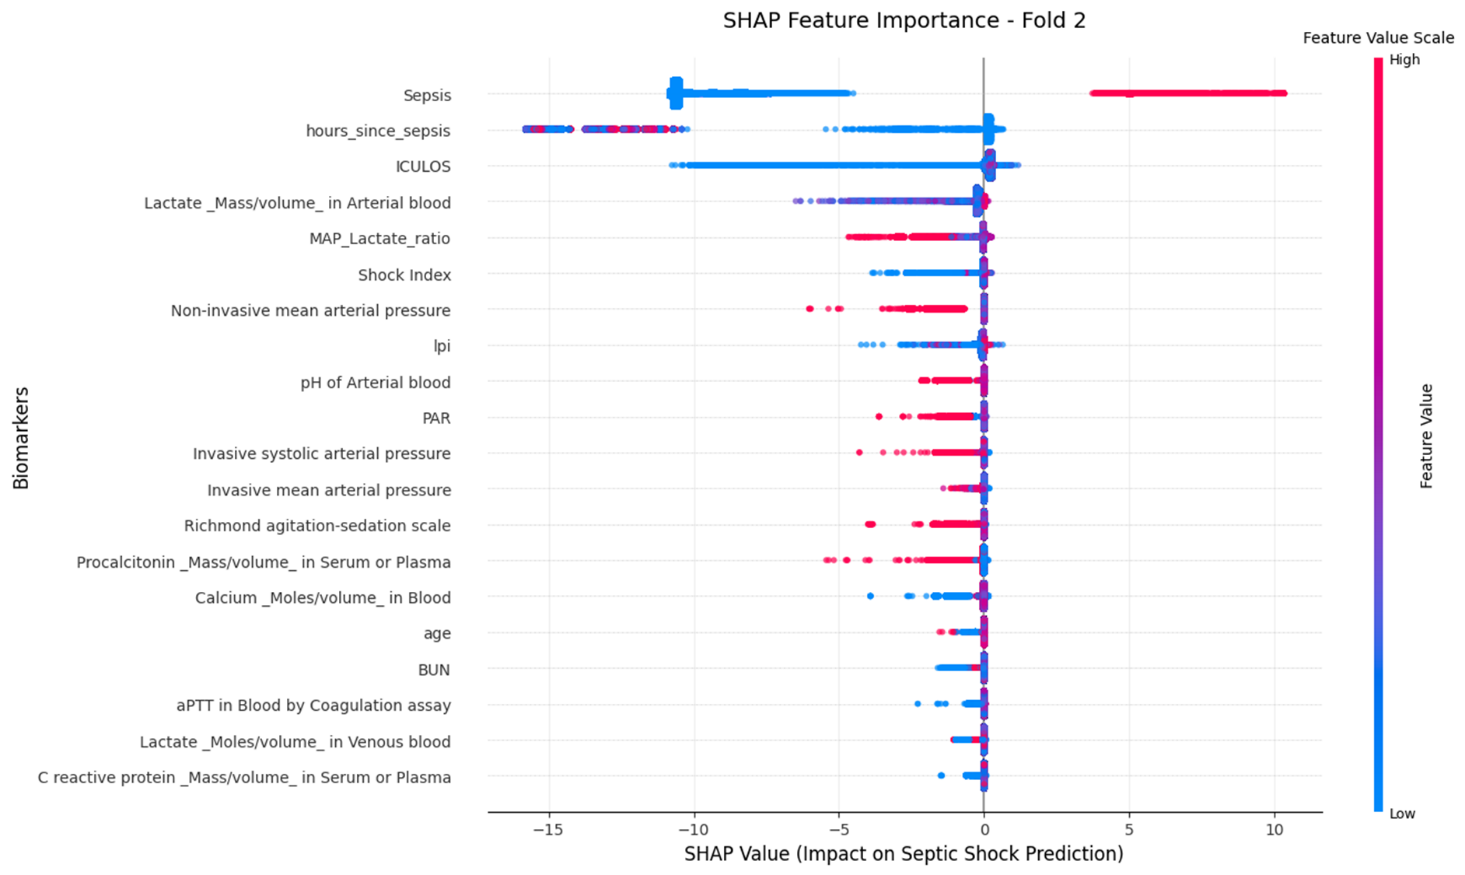 SHAP Feature Importance - Fold 2
Feature Value Scale
High
Sepsis
hours_since_sepsis
ICULOS
Lactate _Mass/volume_ in Arterial blood
MAP_Lactate_ratio
Shock Index
Non-invasive mean arterial pressure
lpi
pH of Arterial blood
PAR
Invasive systolic arterial pressure
Invasive mean arterial pressure
Richmond agitation-sedation scale
Procalcitonin _Mass/volume_ in Serum or Plasma
Calcium _Moles/volume_ in Blood
age
BUN
aPTT in Blood by Coagulation assay
Lactate _Moles/volume_ in Venous blood
C reactive protein _Mass/volume_ in Serum or Plasma
Biomarkers
Feature Value
Low
−15 −10 −5 0 5 10
SHAP Value (Impact on Septic Shock Prediction)